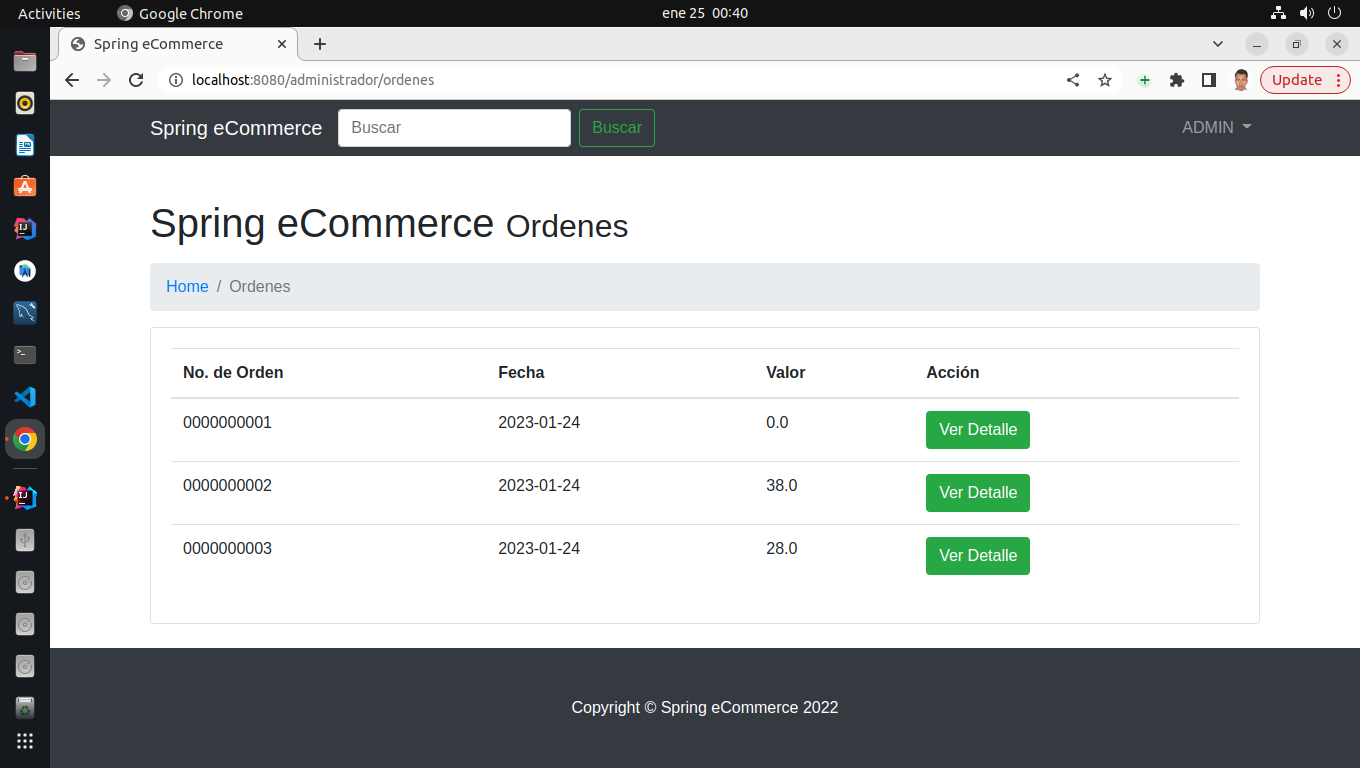 Activities Google Chrome ene 25 00:40
Spring eCommerce
localhost:8080/administrador/ordenes Update
Spring eCommerce Buscar Buscar ADMIN
Spring eCommerce Ordenes
Home / Ordenes
No. de Orden Fecha Valor Acción
0000000001 2023-01-24 0.0 Ver Detalle
0000000002 2023-01-24 38.0 Ver Detalle
0000000003 2023-01-24 28.0 Ver Detalle
Copyright © Spring eCommerce 2022